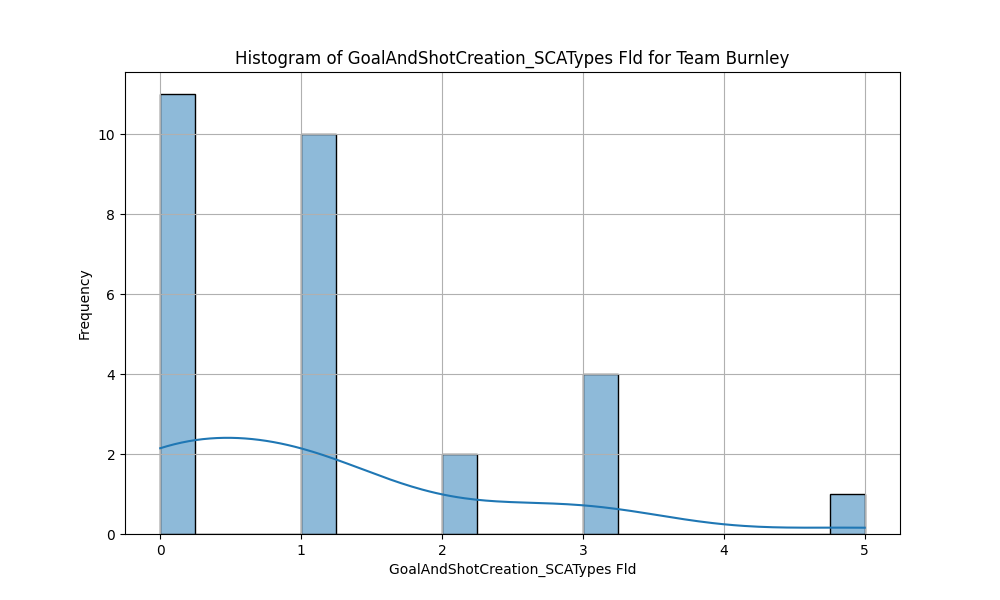 Histogram of GoalAndShotCreation_SCATypes Fld for Team Burnley
Frequency
10
8
6
4
2
0
0 1 2 3 4 5
GoalAndShotCreation_SCATypes Fld